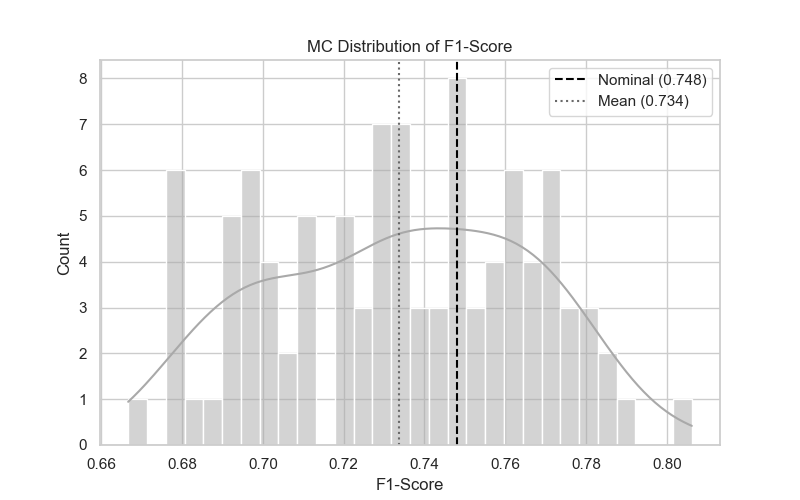 MC Distribution of F1-Score
Nominal (0.748)
Mean (0.734)
8
7
6
5
4
3
2
1
0
Count
0.66 0.68 0.70 0.72 0.74 0.76 0.78 0.80
F1-Score